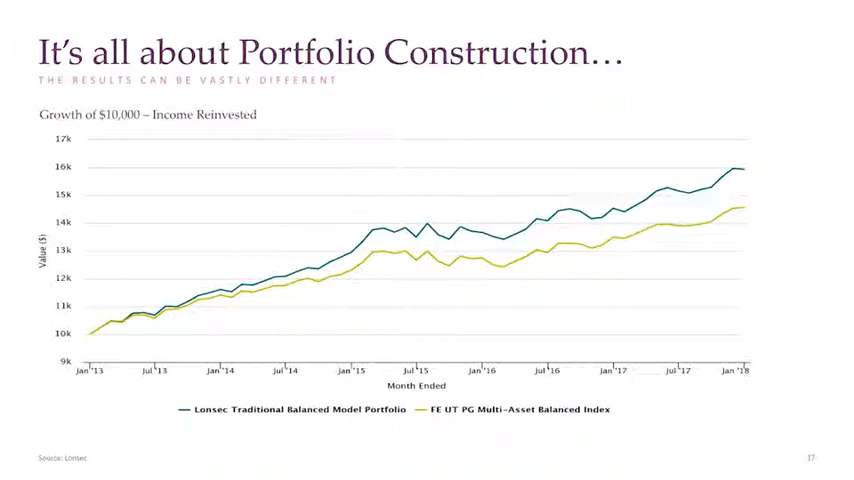 It's all about Portfolio Construction…
THE RESULTS CAN BE VASTLY DIFFERENT
Growth of $10,000 – Income Reinvested
17k
16k
15k
14k
13k
12k
11k
10k
9k
Value ($)
Jan '13 Jul '13 Jan '14 Jul '14 Jan '15 Jul '15 Jan '16 Jul '16 Jan '17 Jul '17 Jan '18
Month Ended
Lonsec Traditional Balanced Model Portfolio FE UT PG Multi-Asset Balanced Index
Source: Lonsec 17